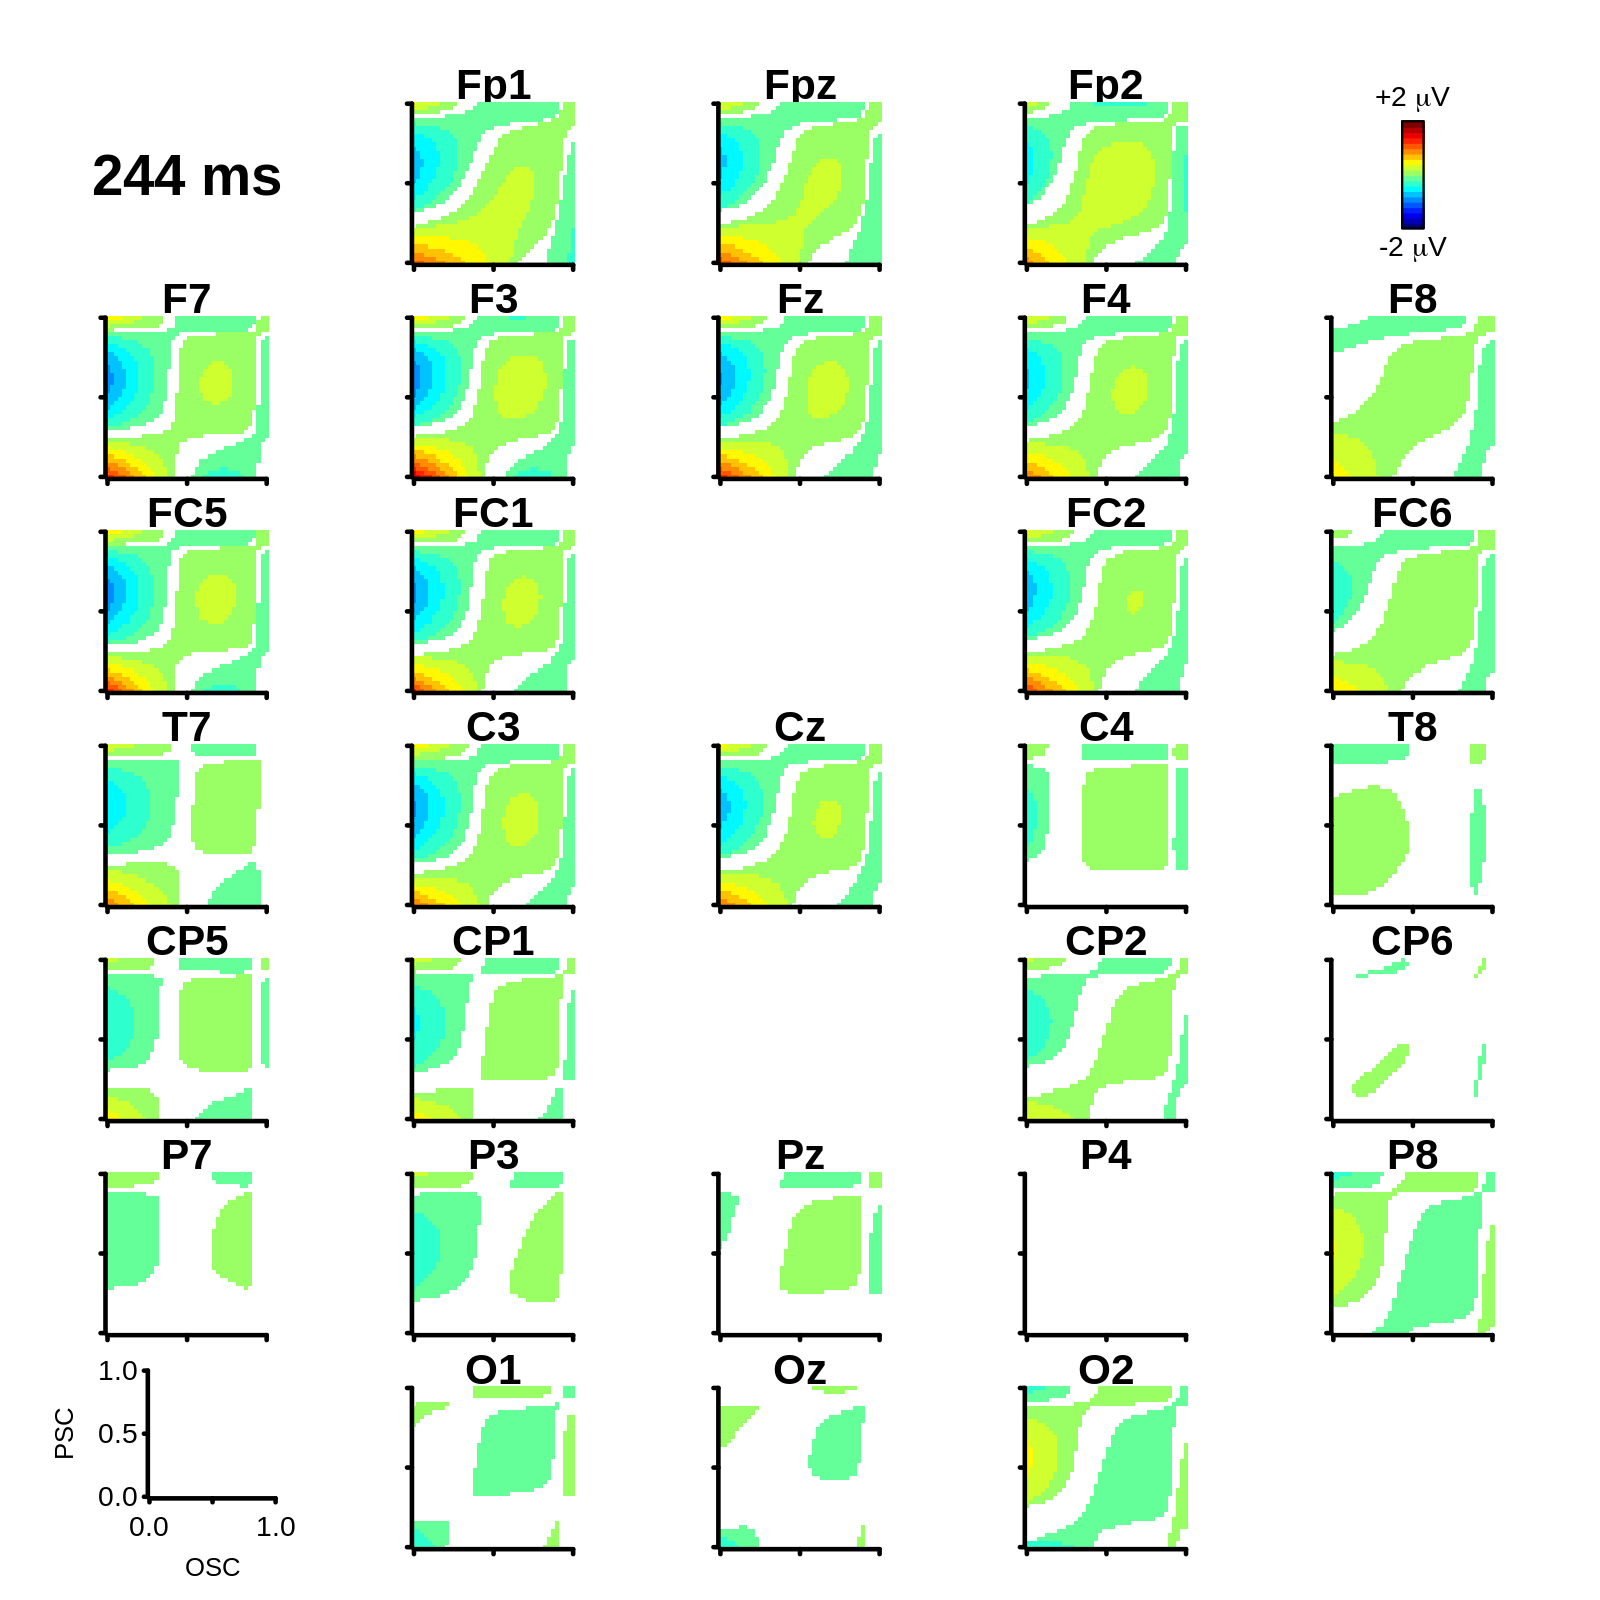 Fp1 Fpz Fp2
+2 µV
244 ms
-2 µV
F7 F3 Fz F4 F8
FC5 FC1 FC2 FC6
T7 C3 Cz C4 T8
CP5 CP1 CP2 CP6
P7 P3 Pz P4 P8
O1 Oz O2
1.0
PSC
0.5
0.0
0.0 1.0
OSC